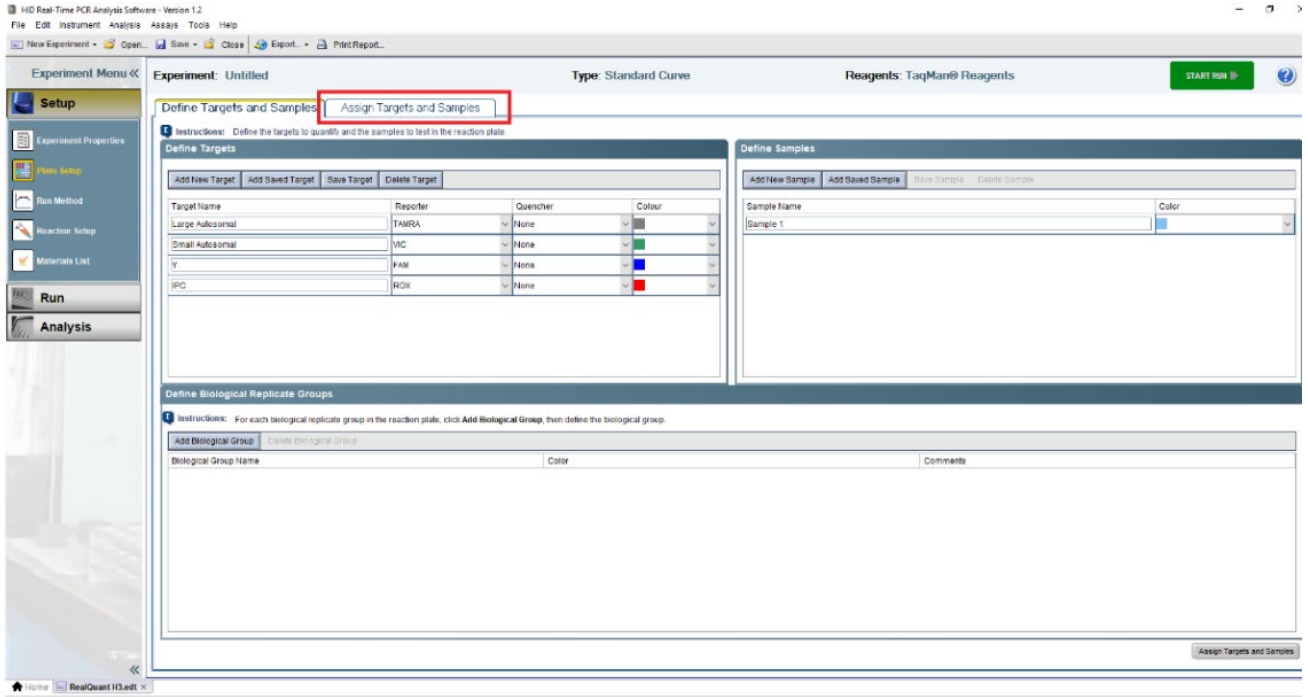 HID Real-Time PCR Analysis Software - Version 1.2
File Edit Instrument Analysis Assays Tools Help
New Experiment Open... Save Close Export... Print Report...
Experiment Menu «
Experiment: Untitled Type: Standard Curve Reagents: TaqMan® Reagents START RUN
Setup
Define Targets and Samples Assign Targets and Samples
Instructions: Define the targets to quantify and the samples to test in the reaction plate.
Experiment Properties
Plate Setup
Run Method
Reaction Setup
Materials List
Run
Analysis
Define Targets
Add New Target Add Saved Target Save Target Delete Target
Target Name Reporter Quencher Colour
Large Autosomal TAMRA None
Small Autosomal VIC None
Y FAM None
IPC ROX None
Define Samples
Add New Sample Add Saved Sample Save Sample Delete Sample
Sample Name Color
Sample 1
Define Biological Replicate Groups
Instructions: For each biological replicate group in the reaction plate, click Add Biological Group, then define the biological group.
Add Biological Group Delete Biological Group
Biological Group Name Color Comments
Assign Targets and Samples
«
Home RealQuant H3.edt ×